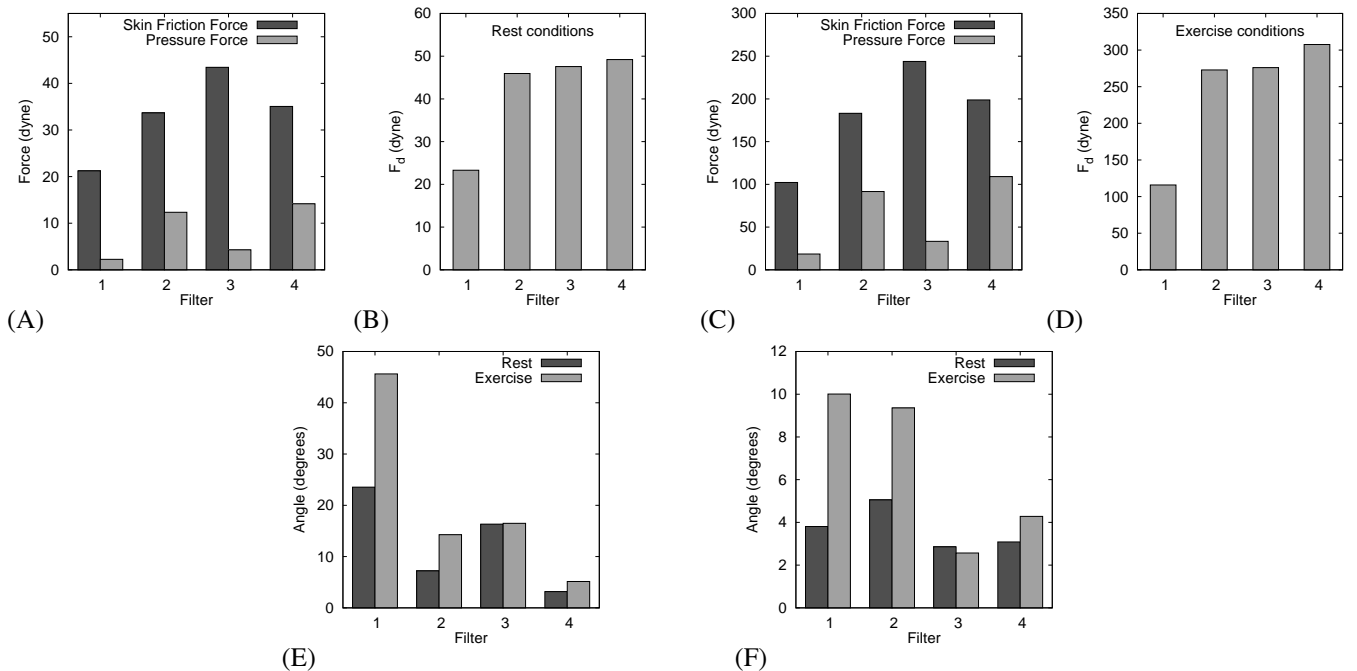 Skin Friction Force
Pressure Force
Force (dyne)
50
40
30
20
10
0
1 2 3 4
Filter
(A)
Rest conditions
F_d (dyne)
60
50
40
30
20
10
0
1 2 3 4
Filter
(B)
Skin Friction Force
Pressure Force
Force (dyne)
300
250
200
150
100
50
0
1 2 3 4
Filter
(C)
Exercise conditions
F_d (dyne)
350
300
250
200
150
100
50
0
1 2 3 4
Filter
(D)
Rest
Exercise
Angle (degrees)
50
40
30
20
10
0
1 2 3 4
Filter
(E)
Rest
Exercise
Angle (degrees)
12
10
8
6
4
2
0
1 2 3 4
Filter
(F)